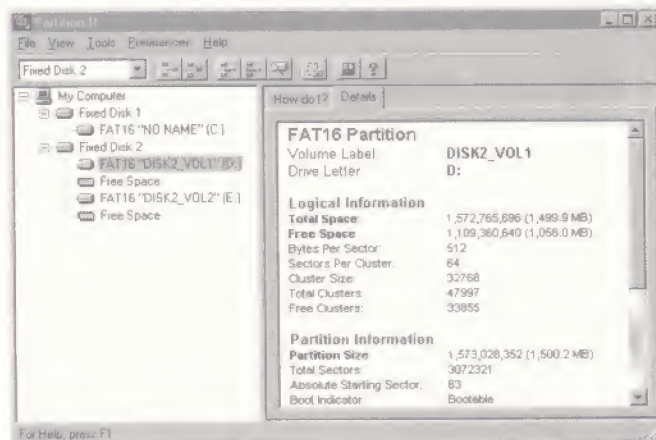 Partition It
File View Tools Preferences Help
Fixed Disk 2
My Computer
Fixed Disk 1
FAT16 "NO NAME" (C:)
Fixed Disk 2
FAT16 "DISK2_VOL1" (D:)
Free Space
FAT16 "DISK2_VOL2" (E:)
Free Space
How do I? Details
FAT16 Partition
Volume Label: DISK2_VOL1
Drive Letter D:
Logical Information
Total Space 1,572,765,696 (1,499.9 MB)
Free Space 1,109,360,640 (1,058.0 MB)
Bytes Per Sector: 512
Sectors Per Cluster: 64
Cluster Size: 32768
Total Clusters: 47997
Free Clusters: 33855
Partition Information
Partition Size 1,573,028,352 (1,500.2 MB)
Total Sectors: 3072321
Absolute Starting Sector: 63
Boot Indicator Bootable
For Help, press F1